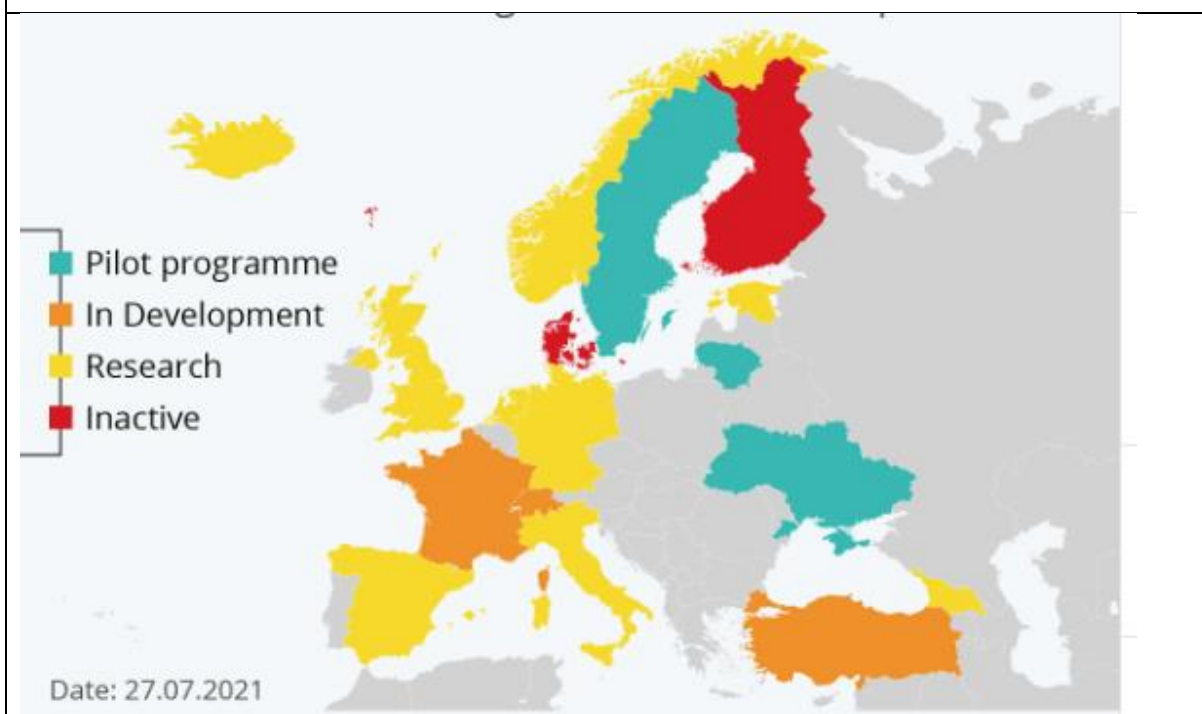 Pilot programme
In Development
Research
Inactive
Date: 27.07.2021